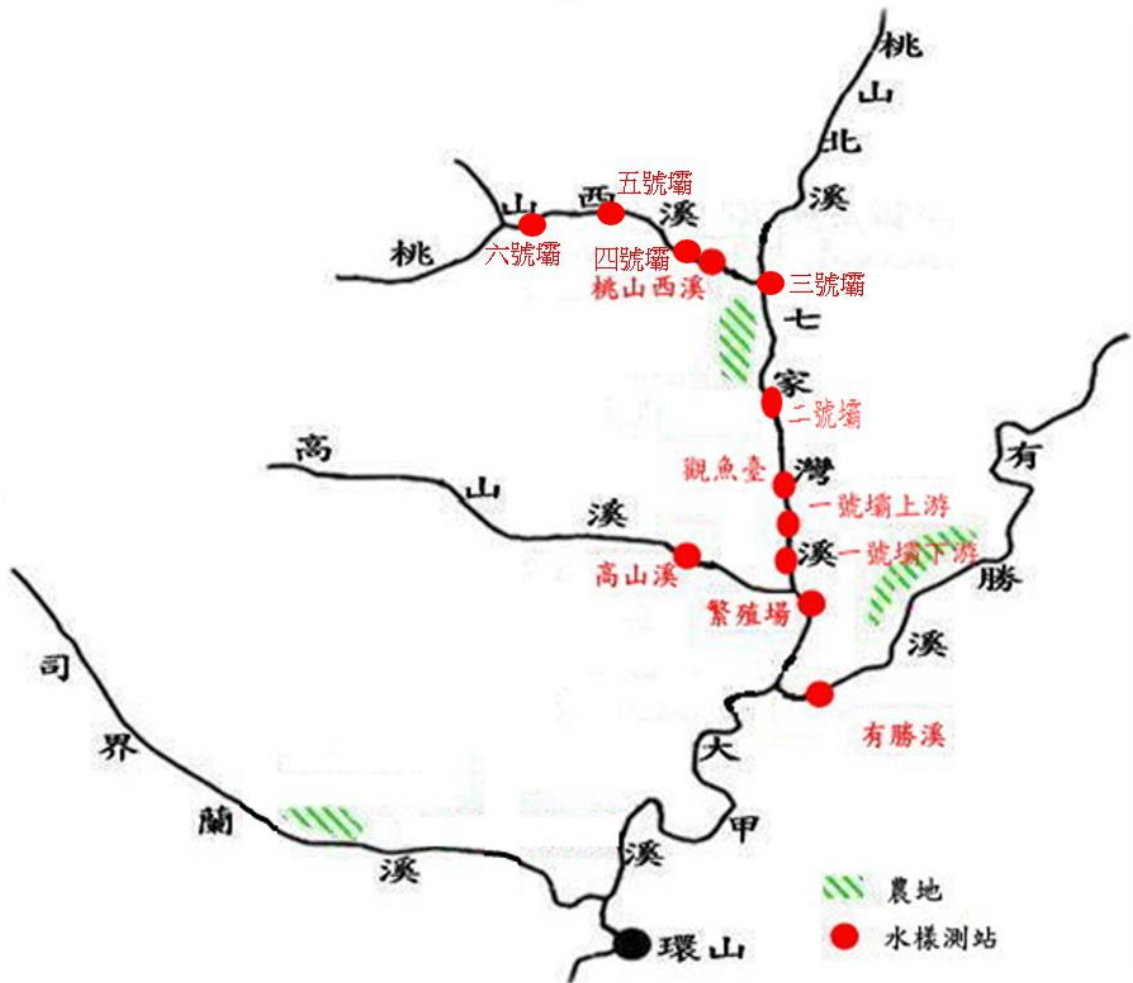 桃山北溪
桃山西溪
五號壩
六號壩
四號壩
桃山西溪
三號壩
七家灣溪
二號壩
觀魚臺
一號壩上游
一號壩下游
高山溪
高山溪
繁殖場
有勝溪
有勝溪
司界蘭溪
大甲溪
環山
農地
水樣測站